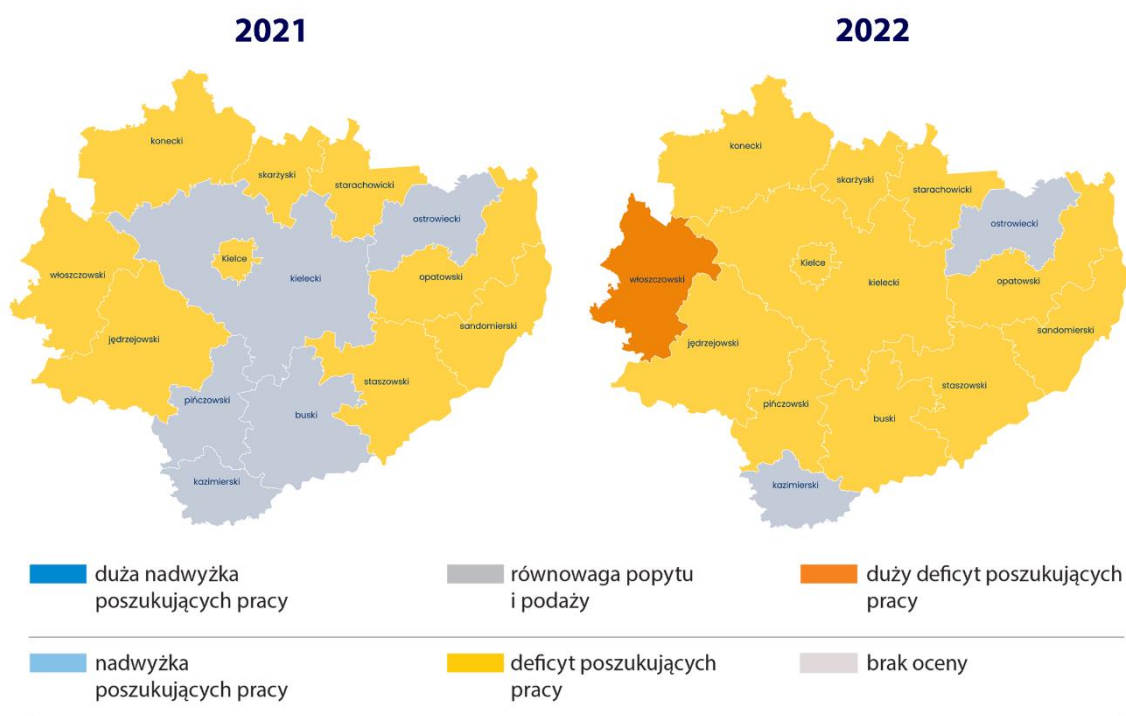 2021
2022
konecki
skarżyski
starachowicki
ostrowiecki
Kielce
kielecki
włoszczowski
opatowski
sandomierski
jędrzejowski
staszowski
pińczowski
buski
kazimierski
konecki
skarżyski
starachowicki
ostrowiecki
Kielce
włoszczowski
kielecki
opatowski
sandomierski
jędrzejowski
staszowski
pińczowski
buski
kazimierski
duża nadwyżka
poszukujących pracy
równowaga popytu
i podaży
duży deficyt poszukujących
pracy
nadwyżka
poszukujących pracy
deficyt poszukujących
pracy
brak oceny